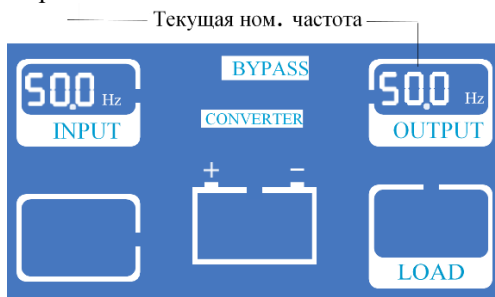 Текущая ном. частота
BYPASS
50.0 Hz
50.0 Hz
CONVERTER
INPUT
OUTPUT
+ −
LOAD